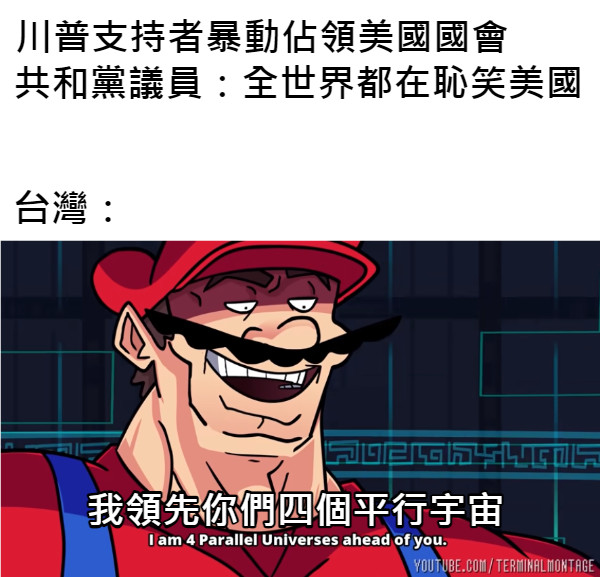 川普支持者暴動佔領美國國會
共和黨議員：全世界都在恥笑美國
台灣：
我領先你們四個平行宇宙
I am 4 Parallel Universes ahead of you.
YOUTUBE.COM/TERMINALMONTAGE